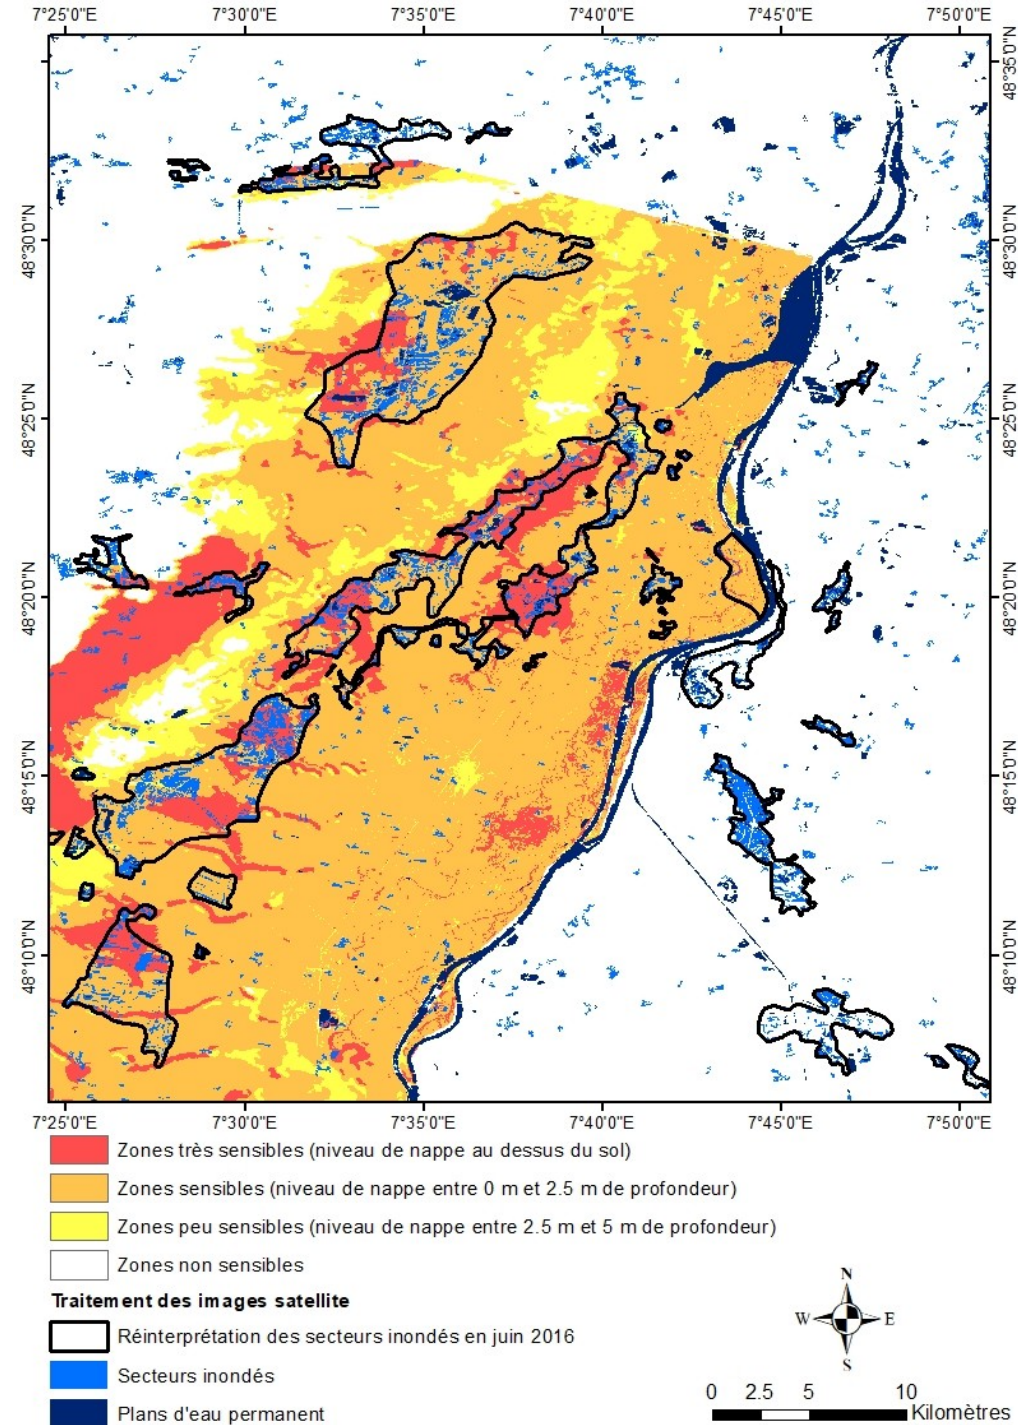 7°25'0"E 7°30'0"E 7°35'0"E 7°40'0"E 7°45'0"E 7°50'0"E
48°35'0"N 48°35'0"N
48°30'0"N 48°30'0"N
48°25'0"N 48°25'0"N
48°20'0"N 48°20'0"N
48°15'0"N 48°15'0"N
48°10'0"N 48°10'0"N
7°25'0"E 7°30'0"E 7°35'0"E 7°40'0"E 7°45'0"E 7°50'0"E
Zones très sensibles (niveau de nappe au dessus du sol)
Zones sensibles (niveau de nappe entre 0 m et 2.5 m de profondeur)
Zones peu sensibles (niveau de nappe entre 2.5 m et 5 m de profondeur)
Zones non sensibles
Traitement des images satellite
Réinterprétation des secteurs inondés en juin 2016
Secteurs inondés
Plans d'eau permanent
N
W E
S
0 2.5 5 10
Kilomètres